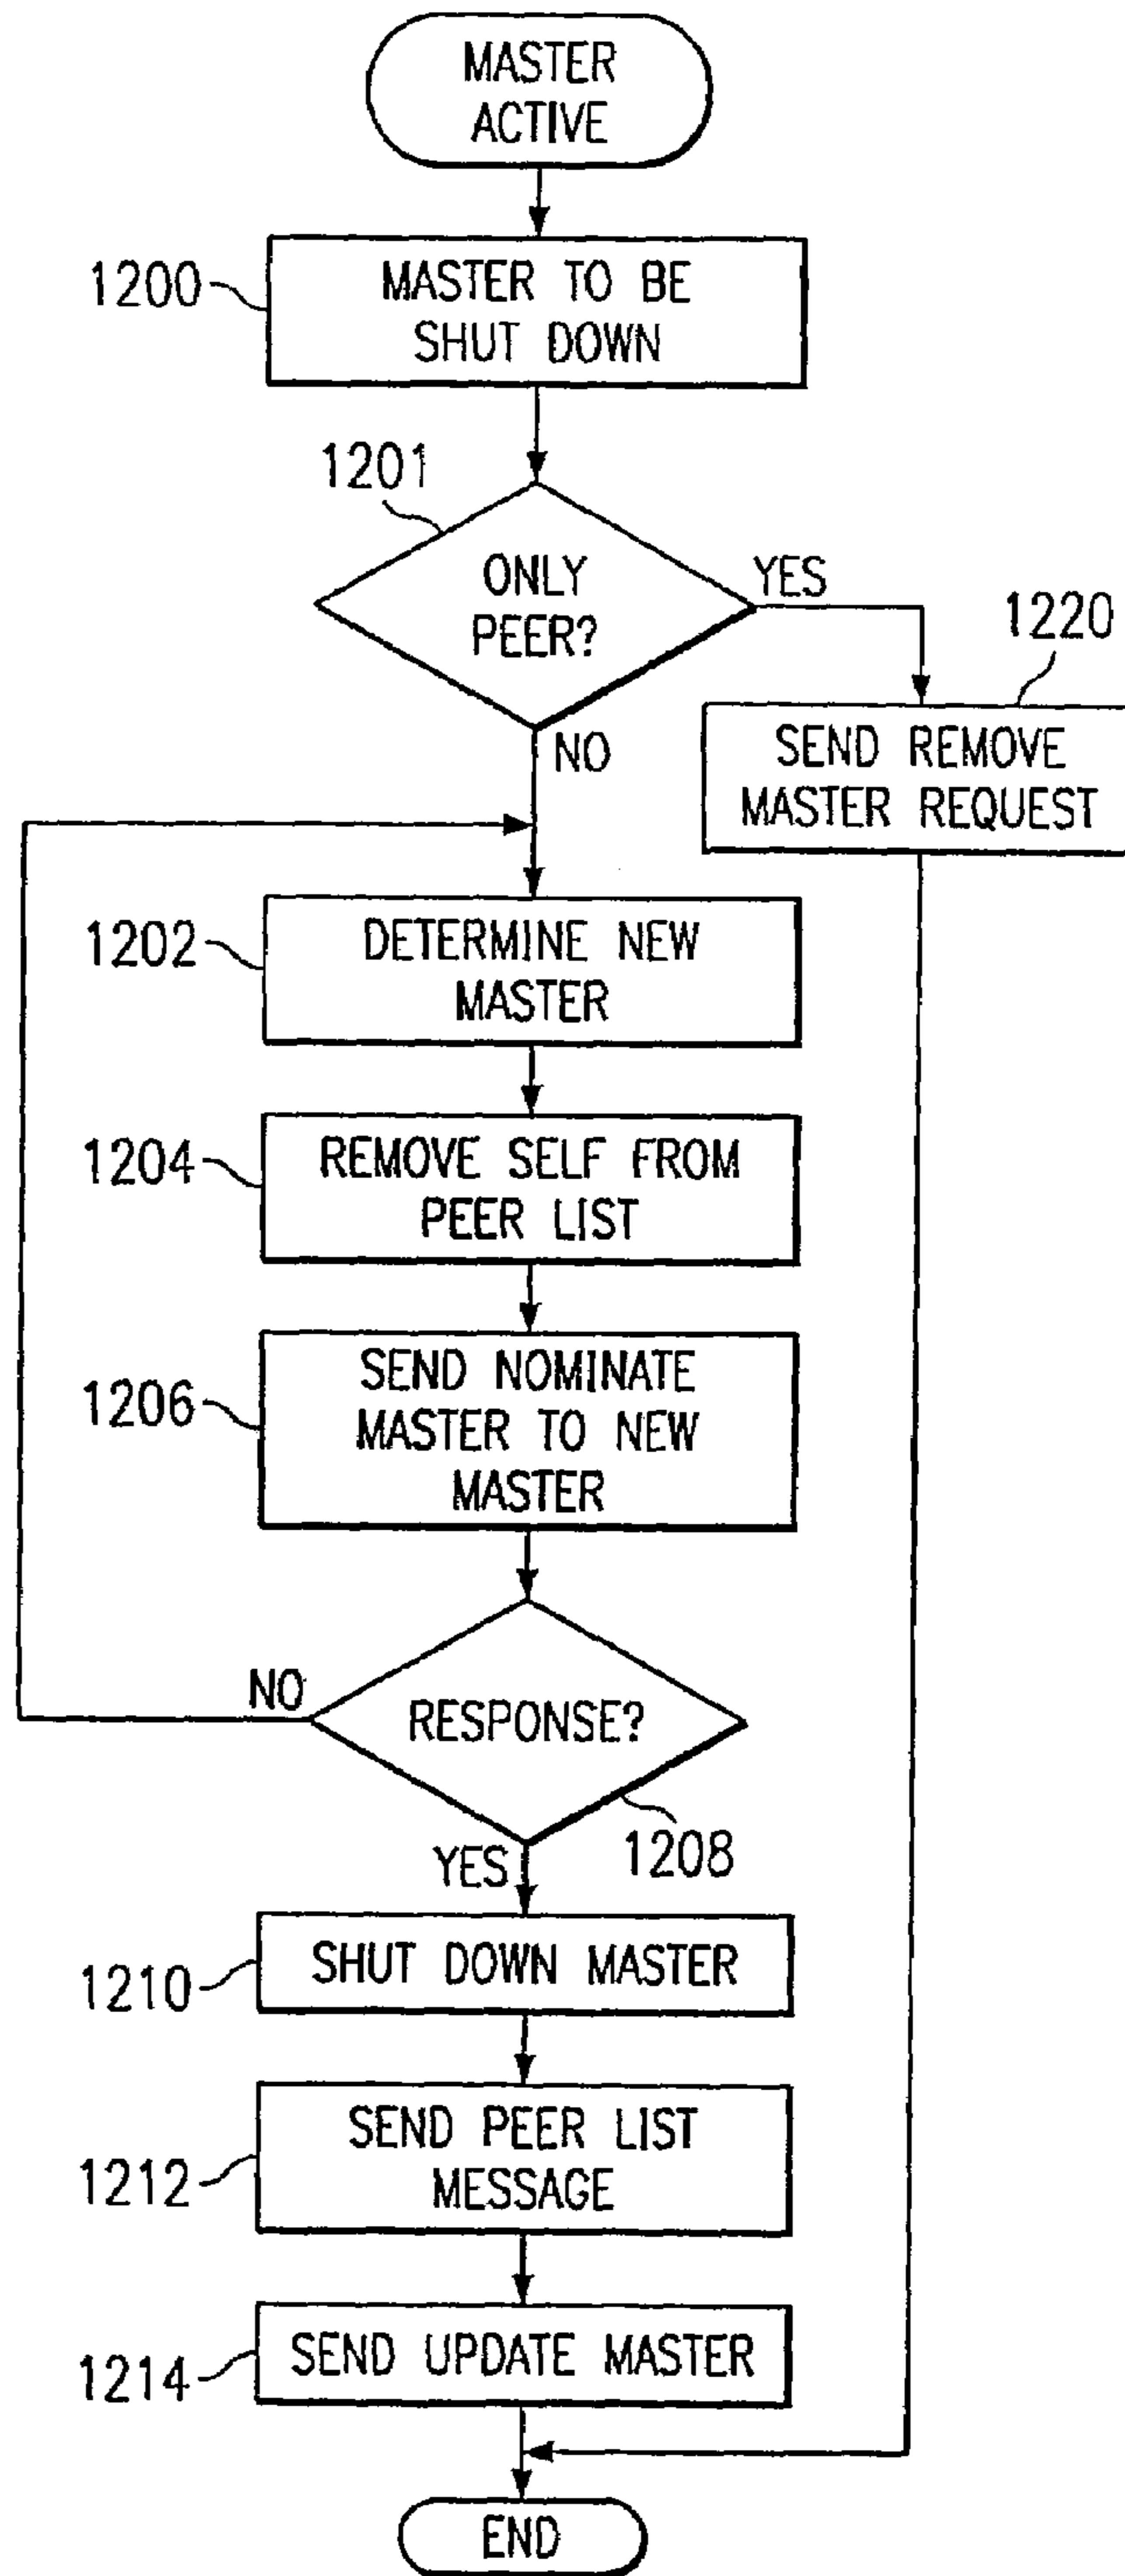 MASTER
ACTIVE
1200
MASTER TO BE
SHUT DOWN
1201
ONLY
PEER?
YES
1220
SEND REMOVE
MASTER REQUEST
NO
1202
DETERMINE NEW
MASTER
1204
REMOVE SELF FROM
PEER LIST
1206
SEND NOMINATE
MASTER TO NEW
MASTER
NO
RESPONSE?
1208
YES
1210
SHUT DOWN MASTER
1212
SEND PEER LIST
MESSAGE
1214
SEND UPDATE MASTER
END